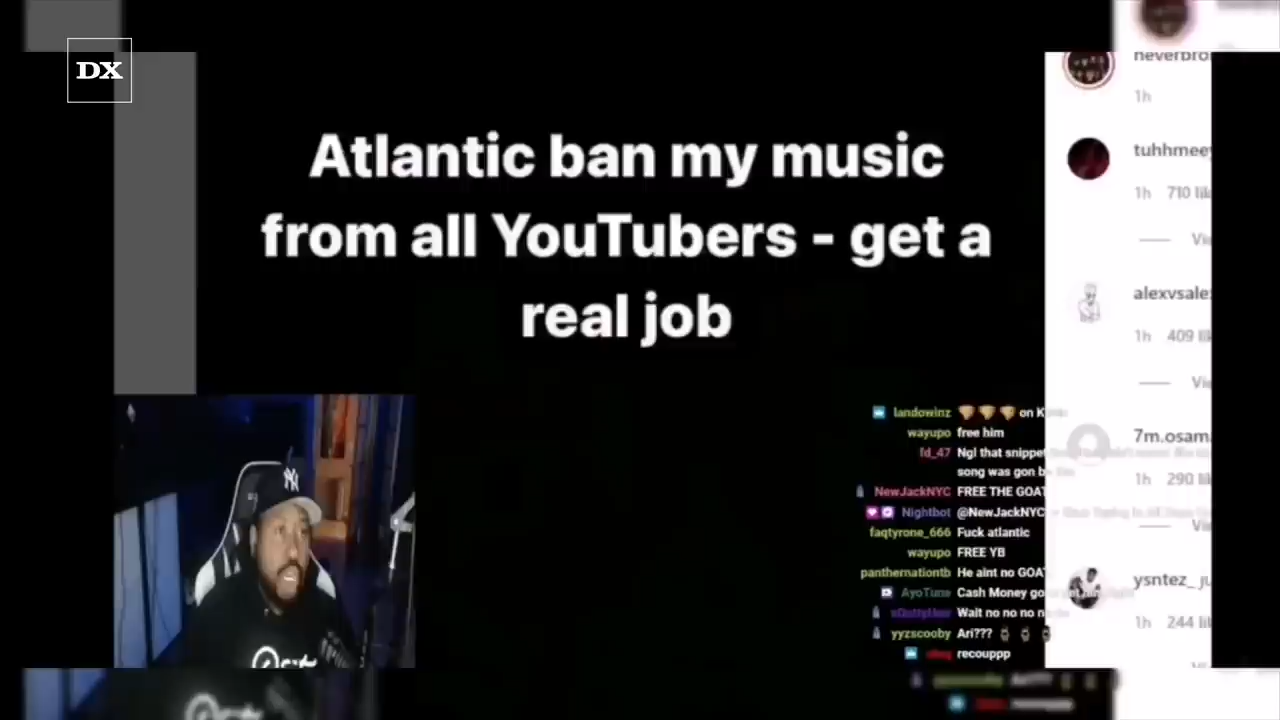 DX
Atlantic ban my music
from all YouTubers - get a
real job
1h
tuhhmeey
1h 710
alexvsale
1h 409
7m.osam
1h 290
ysntez_
1h 244
landowinz on
wayupo free him
fd_47 Ngl that snippet
song was gon
NewJackNYC FREE THE GOAT
Nightbot @NewJackNYC
faqtyrone_666 Fuck atlantic
wayupo FREE YB
panthernationtb He aint no GOAT
AyoTune Cash Money
Wait no no no
yyzscooby Ari???
recouppp
NY